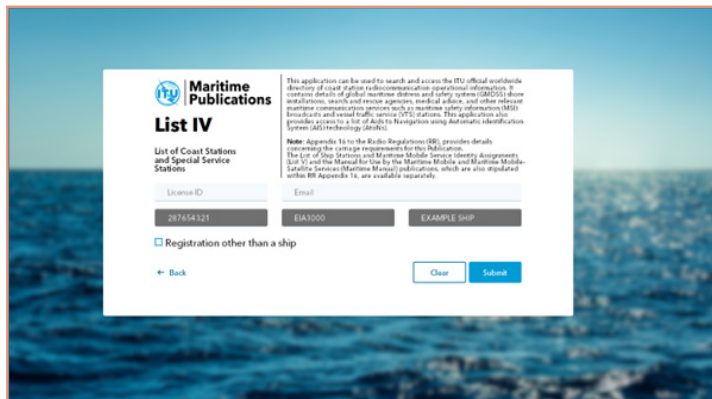 ITU
Maritime
Publications
List IV
List of Coast Stations
and Special Service
Stations
This application can be used to search and access the ITU official worldwide
directory of coast station radiocommunication operational information. It
contains details of global maritime distress and safety system (GMDSS) shore
installations, search and rescue agencies, medical advice, and other relevant
maritime communication services such as maritime safety information (MSI)
broadcasts and vessel traffic service (VTS) stations. This application also
provides access to a list of Aids to Navigation using Automatic identification
System (AIS) technology (AtoNs).
Note: Appendix 16 to the Radio Regulations (RR), provides details
concerning the carriage requirements for this Publication.
The List of Ship Stations and Maritime Mobile Service Identity Assignments
(List V) and the Manual for Use by the Maritime Mobile and Maritime Mobile-
Satellite Services (Maritime Manual) publications, which are also stipulated
within RR Appendix 16, are available separately.
License ID
Email
287654321
EIA3000
EXAMPLE SHIP
Registration other than a ship
← Back
Clear
Submit